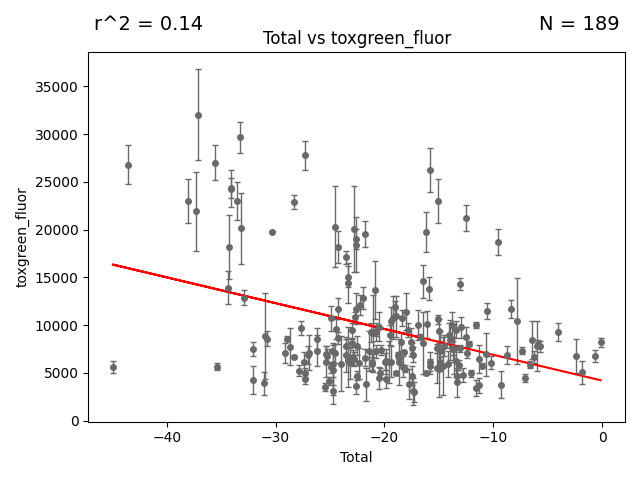 r^2 = 0.14
N = 189
Total vs toxgreen_fluor
35000
30000
25000
20000
15000
10000
5000
0
toxgreen_fluor
−40
−30
−20
−10
0
Total